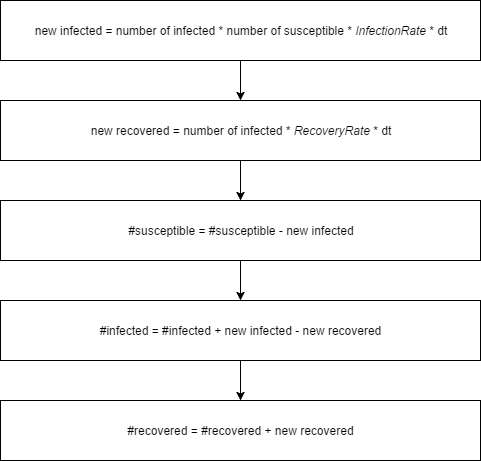 new infected = number of infected * number of susceptible * InfectionRate * dt
new recovered = number of infected * RecoveryRate * dt
#susceptible = #susceptible - new infected
#infected = #infected + new infected - new recovered
#recovered = #recovered + new recovered